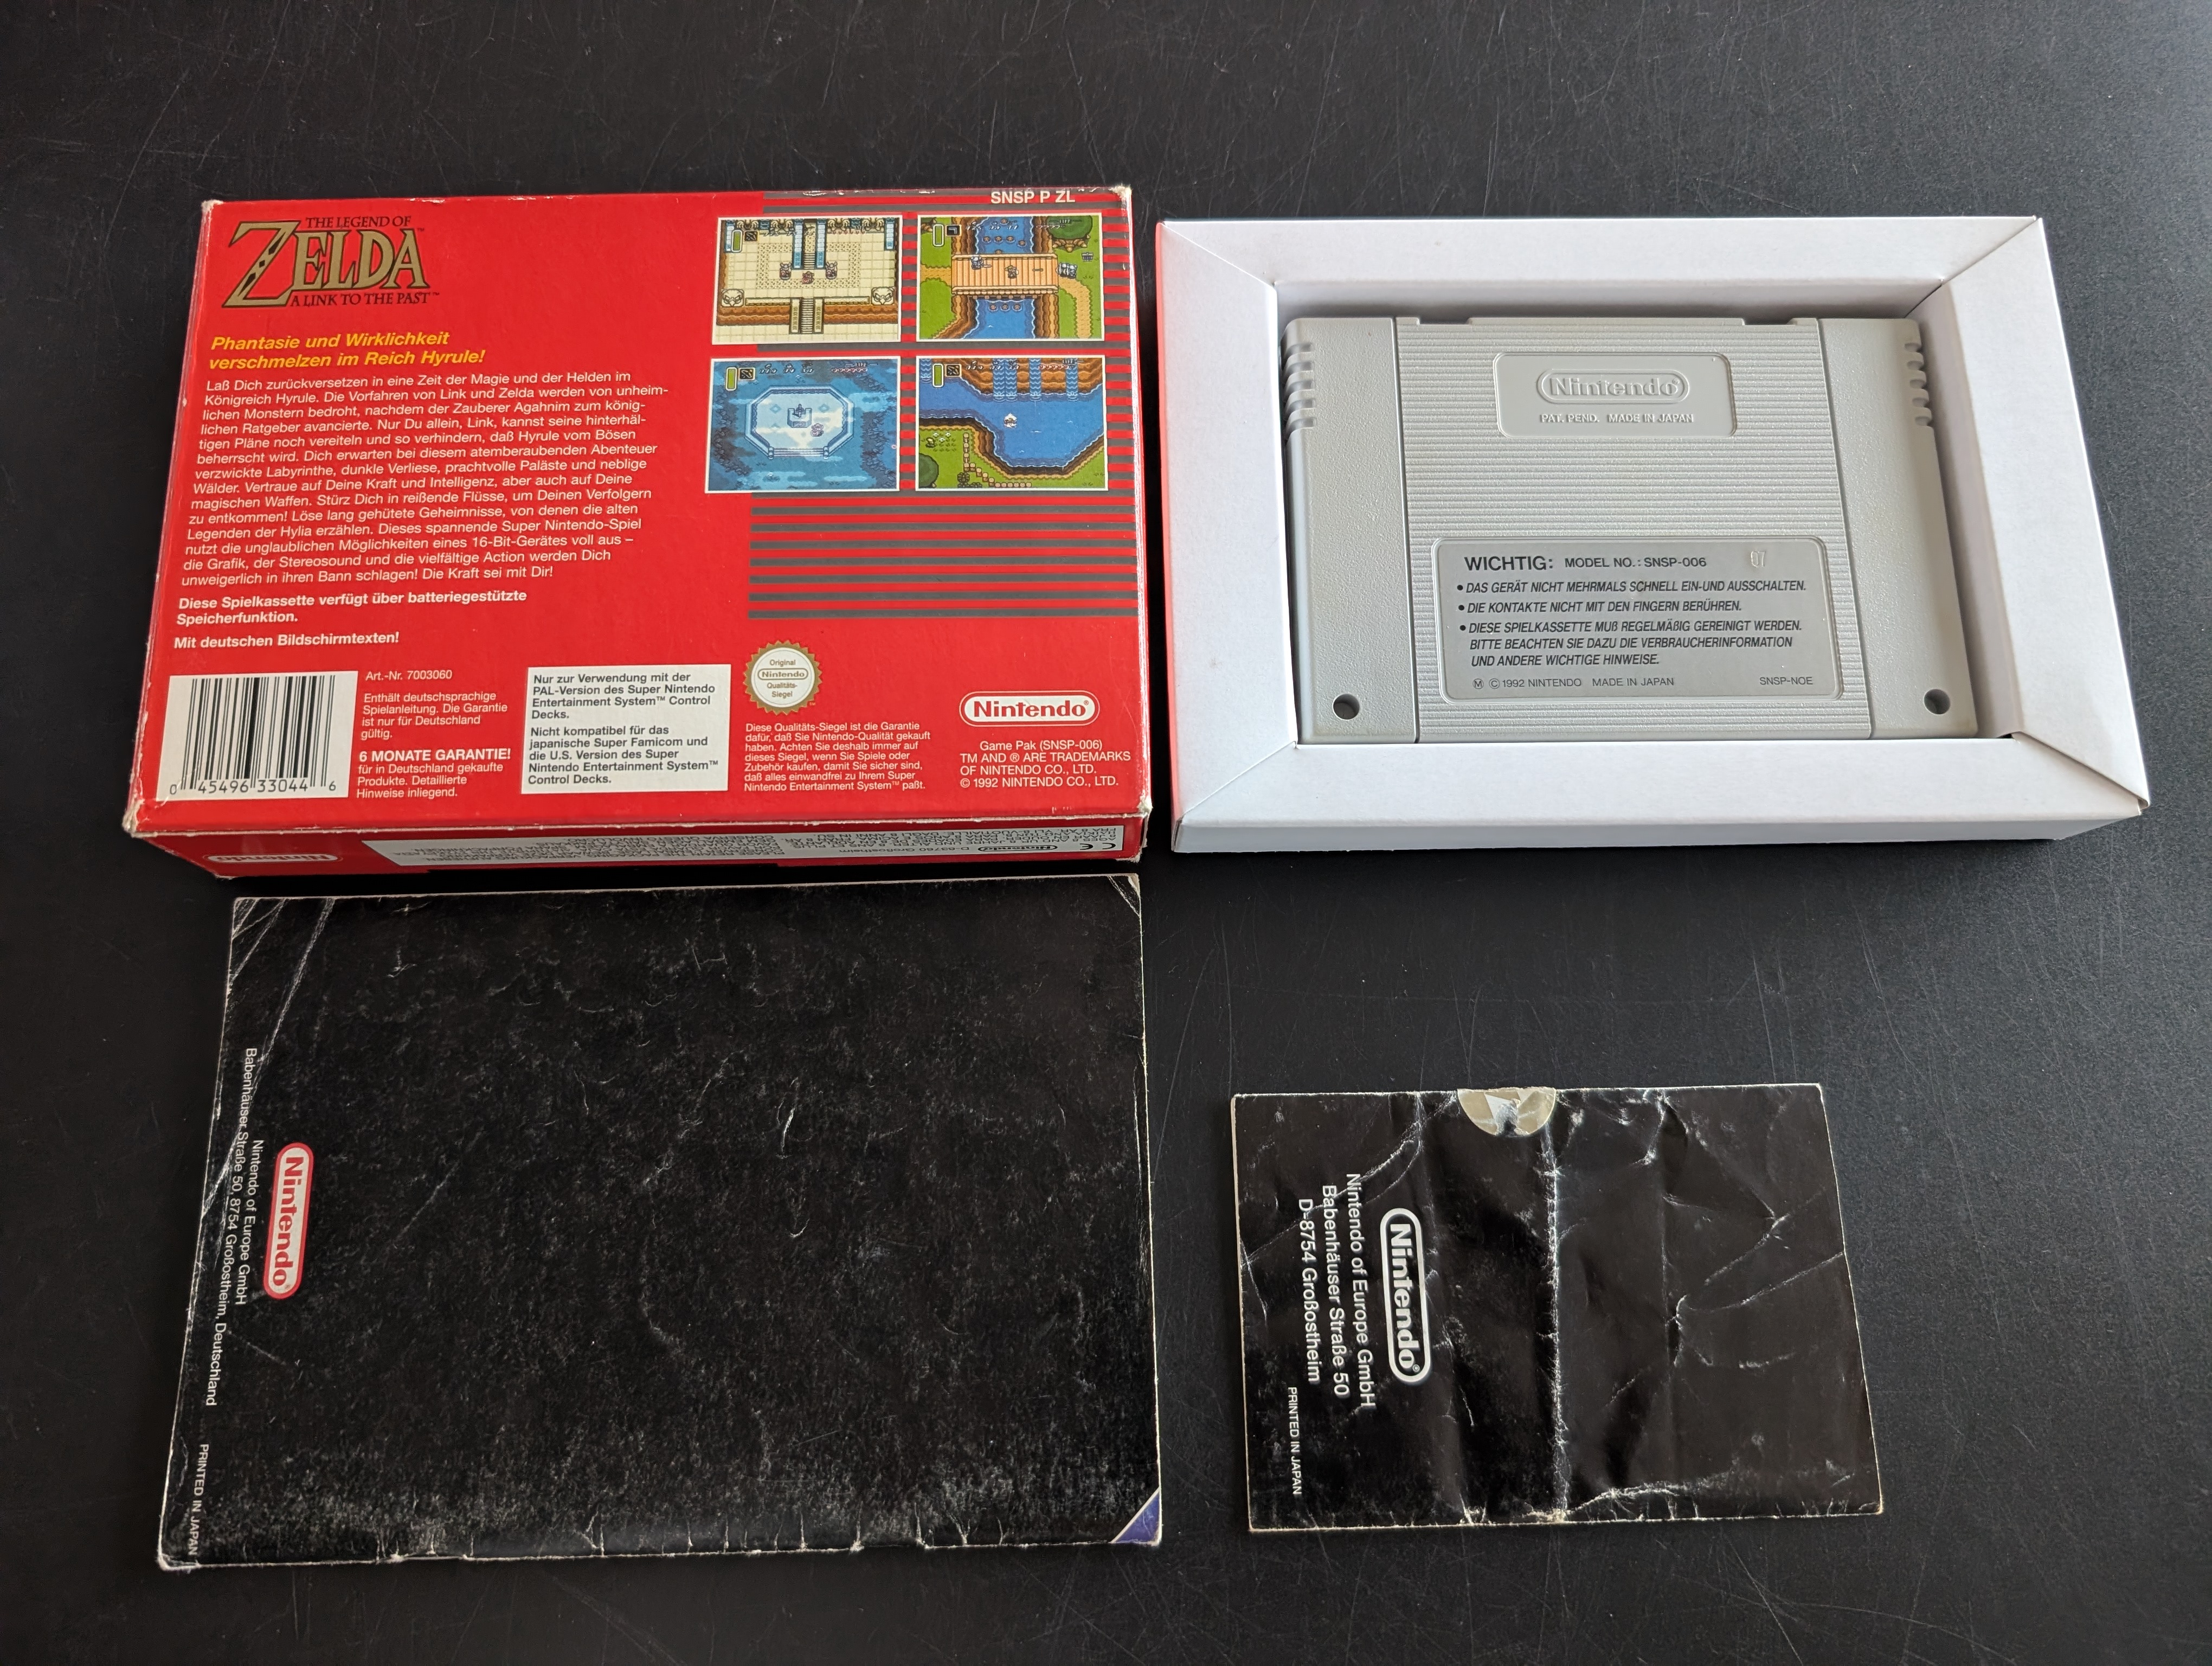 SNSP P ZL
THE LEGEND OF
ZELDA™
A LINK TO THE PAST™
Phantasie und Wirklichkeit
verschmelzen im Reich Hyrule!
Laß Dich zurückversetzen in eine Zeit der Magie und der Helden im
Königreich Hyrule. Die Vorfahren von Link und Zelda werden von unheim-
lichen Monstern bedroht, nachdem der Zauberer Agahnim zum könig-
lichen Ratgeber avancierte. Nur Du allein, Link, kannst seine hinterhäl-
tigen Pläne noch vereiteln und so verhindern, daß Hyrule vom Bösen
beherrscht wird. Dich erwarten bei diesem atemberaubenden Abenteuer
verzwickte Labyrinthe, dunkle Verliese, prachtvolle Paläste und neblige
Wälder. Vertraue auf Deine Kraft und Intelligenz, aber auch auf Deine
magischen Waffen. Stürz Dich in reißende Flüsse, um Deinen Verfolgern
zu entkommen! Löse lang gehütete Geheimnisse, von denen die alten
Legenden der Hylia erzählen. Dieses spannende Super Nintendo-Spiel
nutzt die unglaublichen Möglichkeiten eines 16-Bit-Gerätes voll aus –
die Grafik, der Stereosound und die vielfältige Action werden Dich
unweigerlich in ihren Bann schlagen! Die Kraft sei mit Dir!
Diese Spielkassette verfügt über batteriegestützte
Speicherfunktion.
Mit deutschen Bildschirmtexten!
0 45496 33044 6
Art.-Nr. 7003060
Enthält deutschsprachige
Spielanleitung. Die Garantie
ist nur für Deutschland
gültig.
6 MONATE GARANTIE!
für in Deutschland gekaufte
Produkte. Detaillierte
Hinweise inliegend.
Nur zur Verwendung mit der
PAL-Version des Super Nintendo
Entertainment System™ Control
Decks.
Nicht kompatibel für das
japanische Super Famicom und
die U.S. Version des Super
Nintendo Entertainment System™
Control Decks.
Original
Nintendo
Qualitäts-
Siegel
Diese Qualitäts-Siegel ist die Garantie
dafür, daß Sie Nintendo-Qualität gekauft
haben. Achten Sie deshalb immer auf
dieses Siegel, wenn Sie Spiele oder
Zubehör kaufen, damit Sie sicher sind,
daß alles einwandfrei zu Ihrem Super
Nintendo Entertainment System™ paßt.
Nintendo®
Game Pak (SNSP-006)
TM AND ® ARE TRADEMARKS
OF NINTENDO CO., LTD.
© 1992 NINTENDO CO., LTD.
Nintendo
CE
Nintendo
PAT. PEND. MADE IN JAPAN
WICHTIG: MODEL NO.: SNSP-006
• DAS GERÄT NICHT MEHRMALS SCHNELL EIN-UND AUSSCHALTEN.
• DIE KONTAKTE NICHT MIT DEN FINGERN BERÜHREN.
• DIESE SPIELKASSETTE MUß REGELMÄßIG GEREINIGT WERDEN.
BITTE BEACHTEN SIE DAZU DIE VERBRAUCHERINFORMATION
UND ANDERE WICHTIGE HINWEISE.
Ⓜ © 1992 NINTENDO MADE IN JAPAN SNSP-NOE
Nintendo®
Nintendo of Europe GmbH
Babenhäuser Straße 50, 8754 Großostheim, Deutschland
PRINTED IN JAPAN
Nintendo®
Nintendo of Europe GmbH
Babenhäuser Straße 50
D-8754 Großostheim
PRINTED IN JAPAN